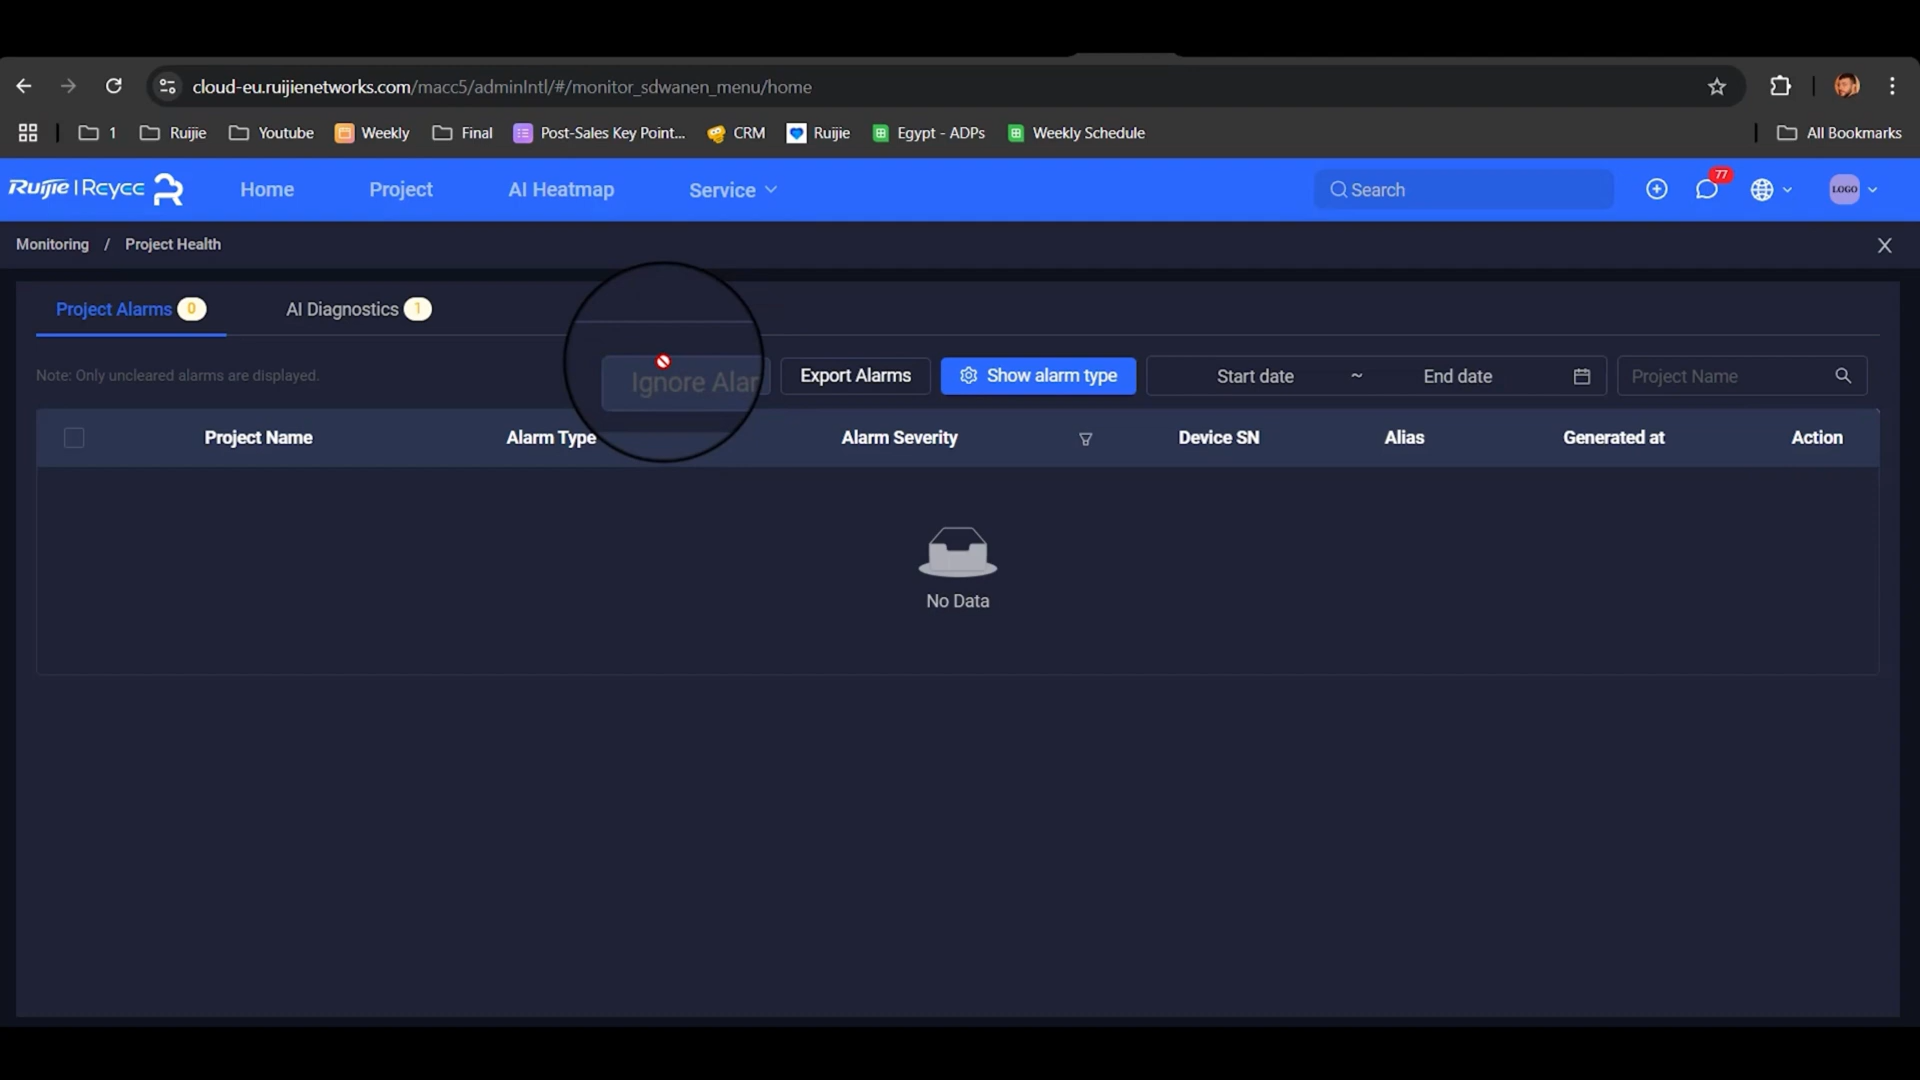 cloud-eu.ruijienetworks.com/macc5/adminIntl/#/monitor_sdwanen_menu/home
1 Ruijie Youtube Weekly Final Post-Sales Key Point... CRM Ruijie Egypt - ADPs Weekly Schedule All Bookmarks
Ruijie | Reyee Home Project AI Heatmap Service Search 77 LOGO
Monitoring / Project Health
Project Alarms 0 AI Diagnostics 1
Note: Only uncleared alarms are displayed. Ignore Alar Export Alarms Show alarm type Start date ~ End date Project Name
Project Name Alarm Type Alarm Severity Device SN Alias Generated at Action
No Data